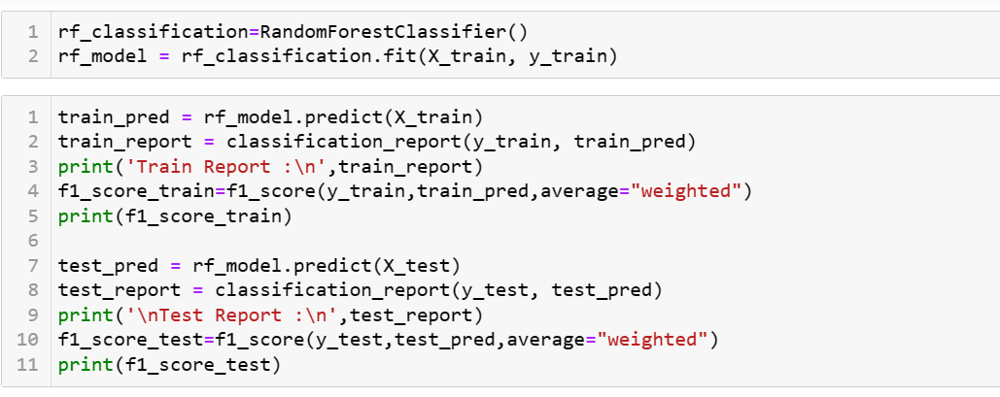 1 rf_classification=RandomForestClassifier()
2 rf_model = rf_classification.fit(X_train, y_train)
1 train_pred = rf_model.predict(X_train)
2 train_report = classification_report(y_train, train_pred)
3 print('Train Report :\n',train_report)
4 f1_score_train=f1_score(y_train,train_pred,average="weighted")
5 print(f1_score_train)
6
7 test_pred = rf_model.predict(X_test)
8 test_report = classification_report(y_test, test_pred)
9 print('\nTest Report :\n',test_report)
10 f1_score_test=f1_score(y_test,test_pred,average="weighted")
11 print(f1_score_test)